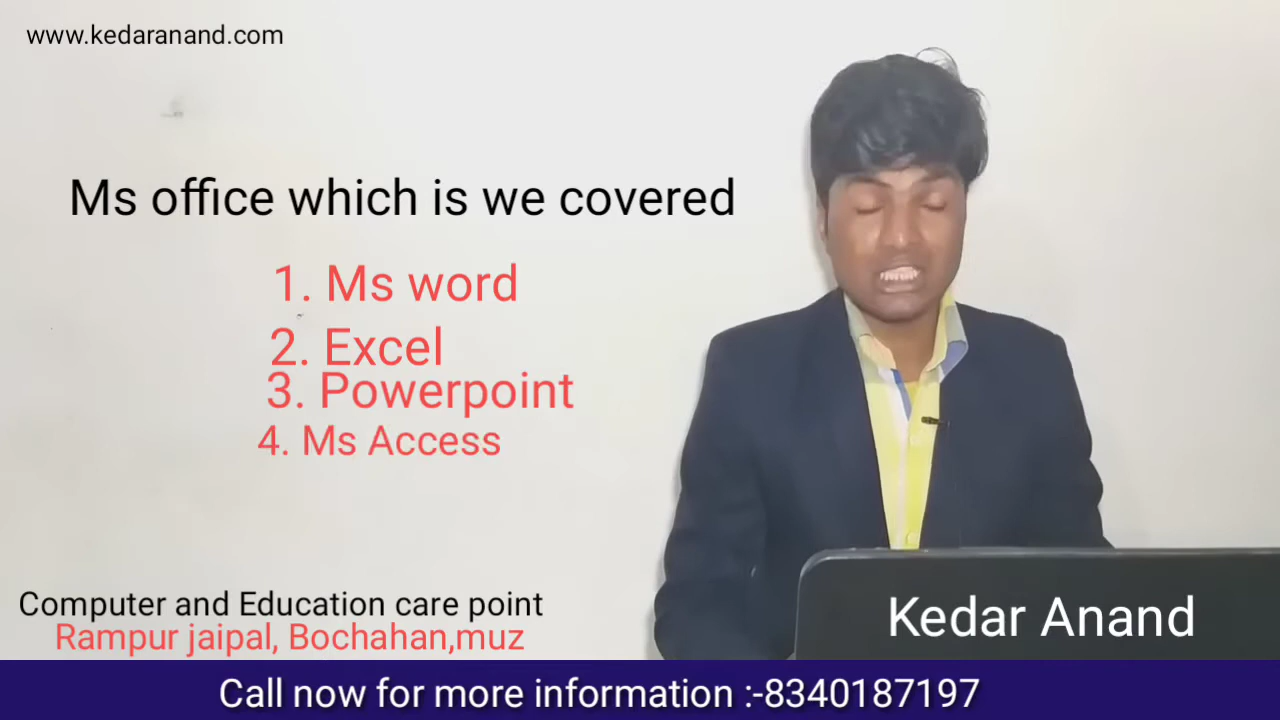 www.kedaranand.com
Ms office which is we covered
1. Ms word
2. Excel
3. Powerpoint
4. Ms Access
Computer and Education care point
Rampur jaipal, Bochahan,muz
Kedar Anand
Call now for more information :-8340187197